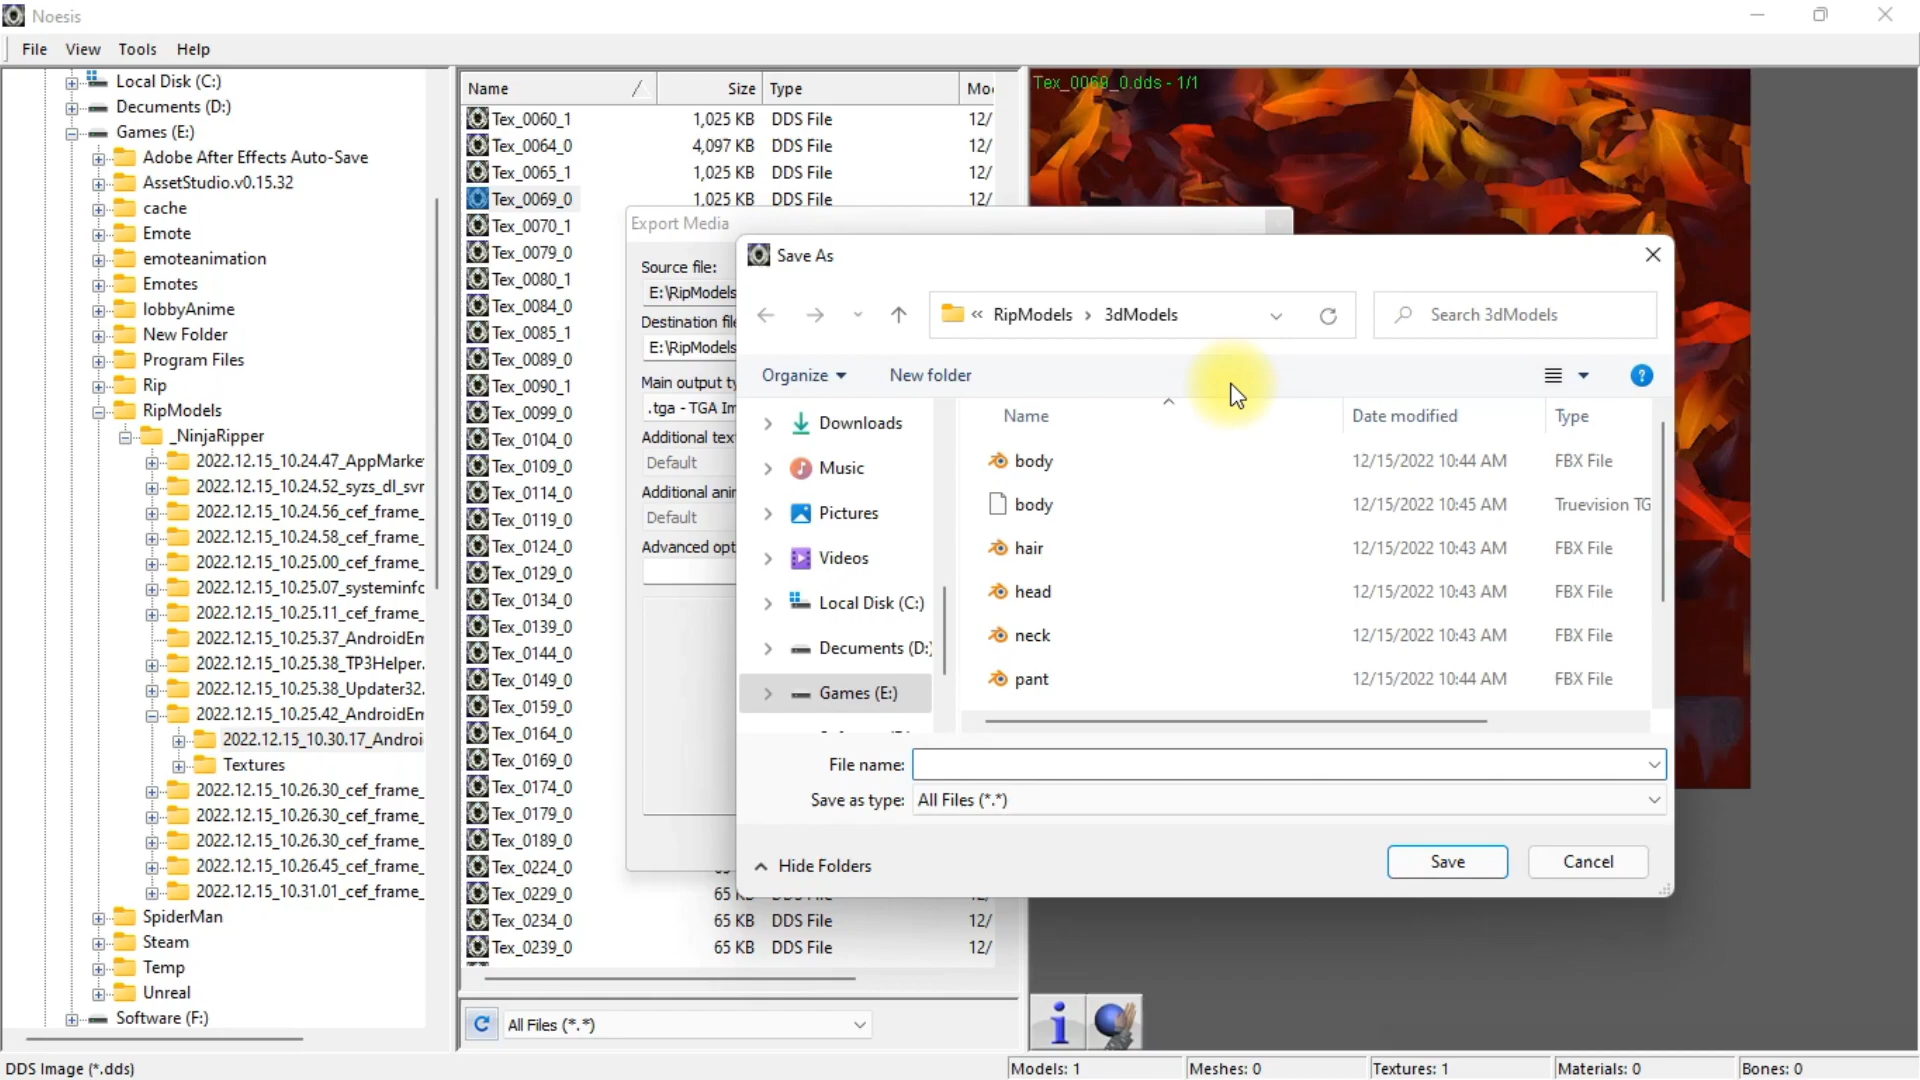 Noesis
File View Tools Help
Local Disk (C:)
Decuments (D:)
Games (E:)
Adobe After Effects Auto-Save
AssetStudio.v0.15.32
cache
Emote
emoteanimation
Emotes
lobbyAnime
New Folder
Program Files
Rip
RipModels
_NinjaRipper
2022.12.15_10.24.47_AppMarke
2022.12.15_10.24.52_syzs_dl_svr
2022.12.15_10.24.56_cef_frame_
2022.12.15_10.24.58_cef_frame_
2022.12.15_10.25.00_cef_frame_
2022.12.15_10.25.07_systeminfo
2022.12.15_10.25.11_cef_frame_
2022.12.15_10.25.37_AndroidEm
2022.12.15_10.25.38_TP3Helper.
2022.12.15_10.25.38_Updater32.
2022.12.15_10.25.42_AndroidEm
2022.12.15_10.30.17_Androi
Textures
2022.12.15_10.26.30_cef_frame_
2022.12.15_10.26.30_cef_frame_
2022.12.15_10.26.30_cef_frame_
2022.12.15_10.26.45_cef_frame_
2022.12.15_10.31.01_cef_frame_
SpiderMan
Steam
Temp
Unreal
Software (F:)
Name Size Type Mo
Tex_0060_1 1,025 KB DDS File 12/
Tex_0064_0 4,097 KB DDS File 12/
Tex_0065_1 1,025 KB DDS File 12/
Tex_0069_0 1,025 KB DDS File 12/
Tex_0070_1
Tex_0079_0
Tex_0080_1
Tex_0084_0
Tex_0085_1
Tex_0089_0
Tex_0090_1
Tex_0099_0
Tex_0104_0
Tex_0109_0
Tex_0114_0
Tex_0119_0
Tex_0124_0
Tex_0129_0
Tex_0134_0
Tex_0139_0
Tex_0144_0
Tex_0149_0
Tex_0159_0
Tex_0164_0
Tex_0169_0
Tex_0174_0
Tex_0179_0
Tex_0189_0
Tex_0224_0
Tex_0229_0 65 KB DDS File 12/
Tex_0234_0 65 KB DDS File 12/
Tex_0239_0 65 KB DDS File 12/
All Files (*.*)
Tex_0069_0.dds - 1/1
Export Media
Source file:
E:\RipModels
Destination file
E:\RipModels
Main output ty
.tga - TGA Im
Additional tex
Default
Additional anim
Default
Advanced opt
Save As
« RipModels › 3dModels
Search 3dModels
Organize New folder
Downloads
Music
Pictures
Videos
Local Disk (C:)
Decuments (D:)
Games (E:)
Name Date modified Type
body 12/15/2022 10:44 AM FBX File
body 12/15/2022 10:45 AM Truevision TG
hair 12/15/2022 10:43 AM FBX File
head 12/15/2022 10:43 AM FBX File
neck 12/15/2022 10:43 AM FBX File
pant 12/15/2022 10:44 AM FBX File
File name:
Save as type: All Files (*.*)
Hide Folders
Save Cancel
DDS Image (*.dds) Models: 1 Meshes: 0 Textures: 1 Materials: 0 Bones: 0